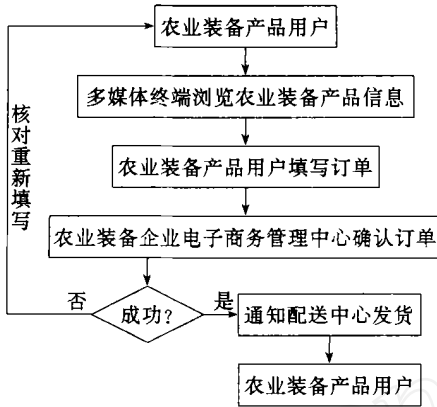 农业装备产品用户
多媒体终端浏览农业装备产品信息
农业装备产品用户填写订单
农业装备企业电子商务管理中心确认订单
核对重新填写
否
成功?
是
通知配送中心发货
农业装备产品用户